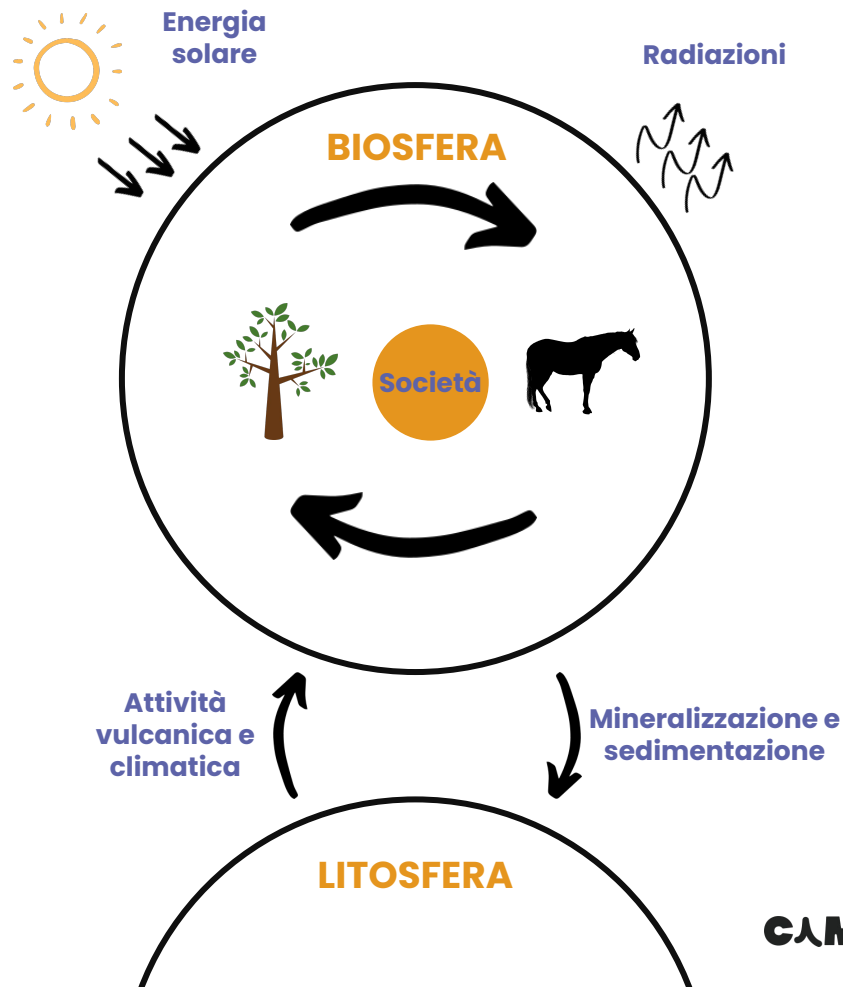 Energia
solare
Radiazioni
BIOSFERA
Società
Attività
vulcanica e
climatica
Mineralizzazione e
sedimentazione
LITOSFERA